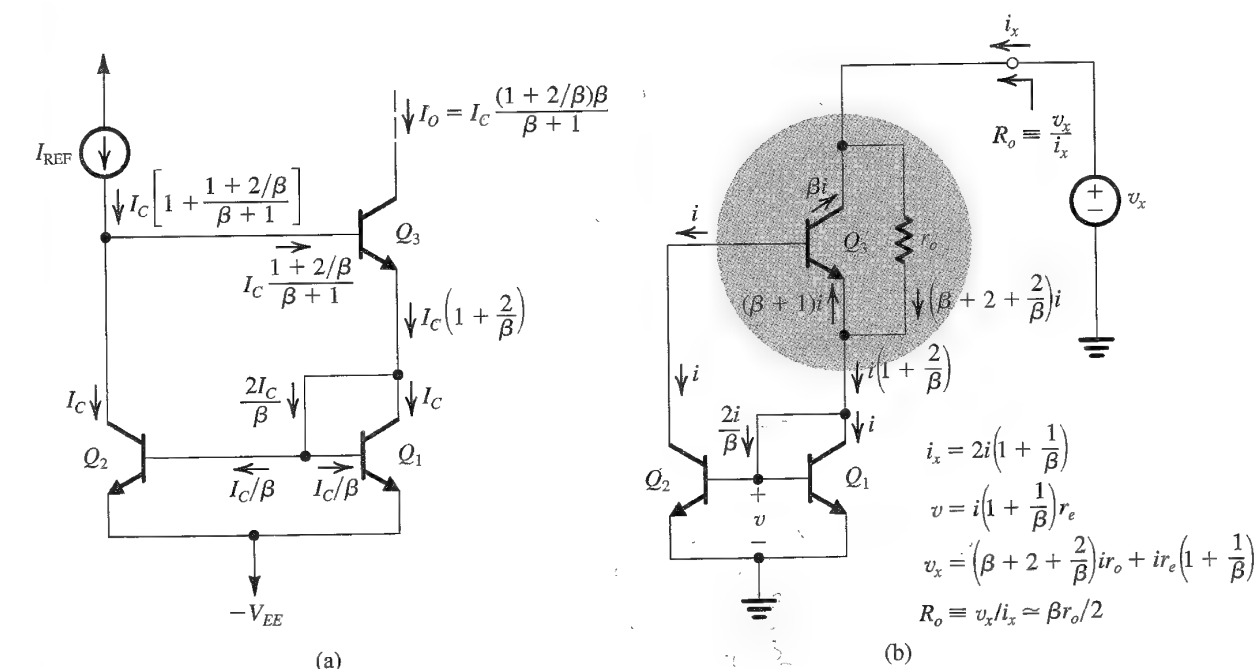 I_REF
I_C[1 + (1 + 2/β)/(β + 1)]
I_O = I_C (1 + 2/β)β/(β + 1)
Q_3
I_C (1 + 2/β)/(β + 1)
I_C(1 + 2/β)
I_C
2I_C/β
I_C
Q_2
Q_1
I_C/β
I_C/β
−V_EE
(a)
i_x
R_o ≡ v_x/i_x
+
−
v_x
βi
i
Q_3
r_o
(β + 1)i
(β + 2 + 2/β)i
i
i(1 + 2/β)
2i/β
i
Q_2
Q_1
+
v
−
i_x = 2i(1 + 1/β)
v = i(1 + 1/β)r_e
v_x = (β + 2 + 2/β)ir_o + ir_e(1 + 1/β)
R_o ≡ v_x/i_x ≃ βr_o/2
(b)